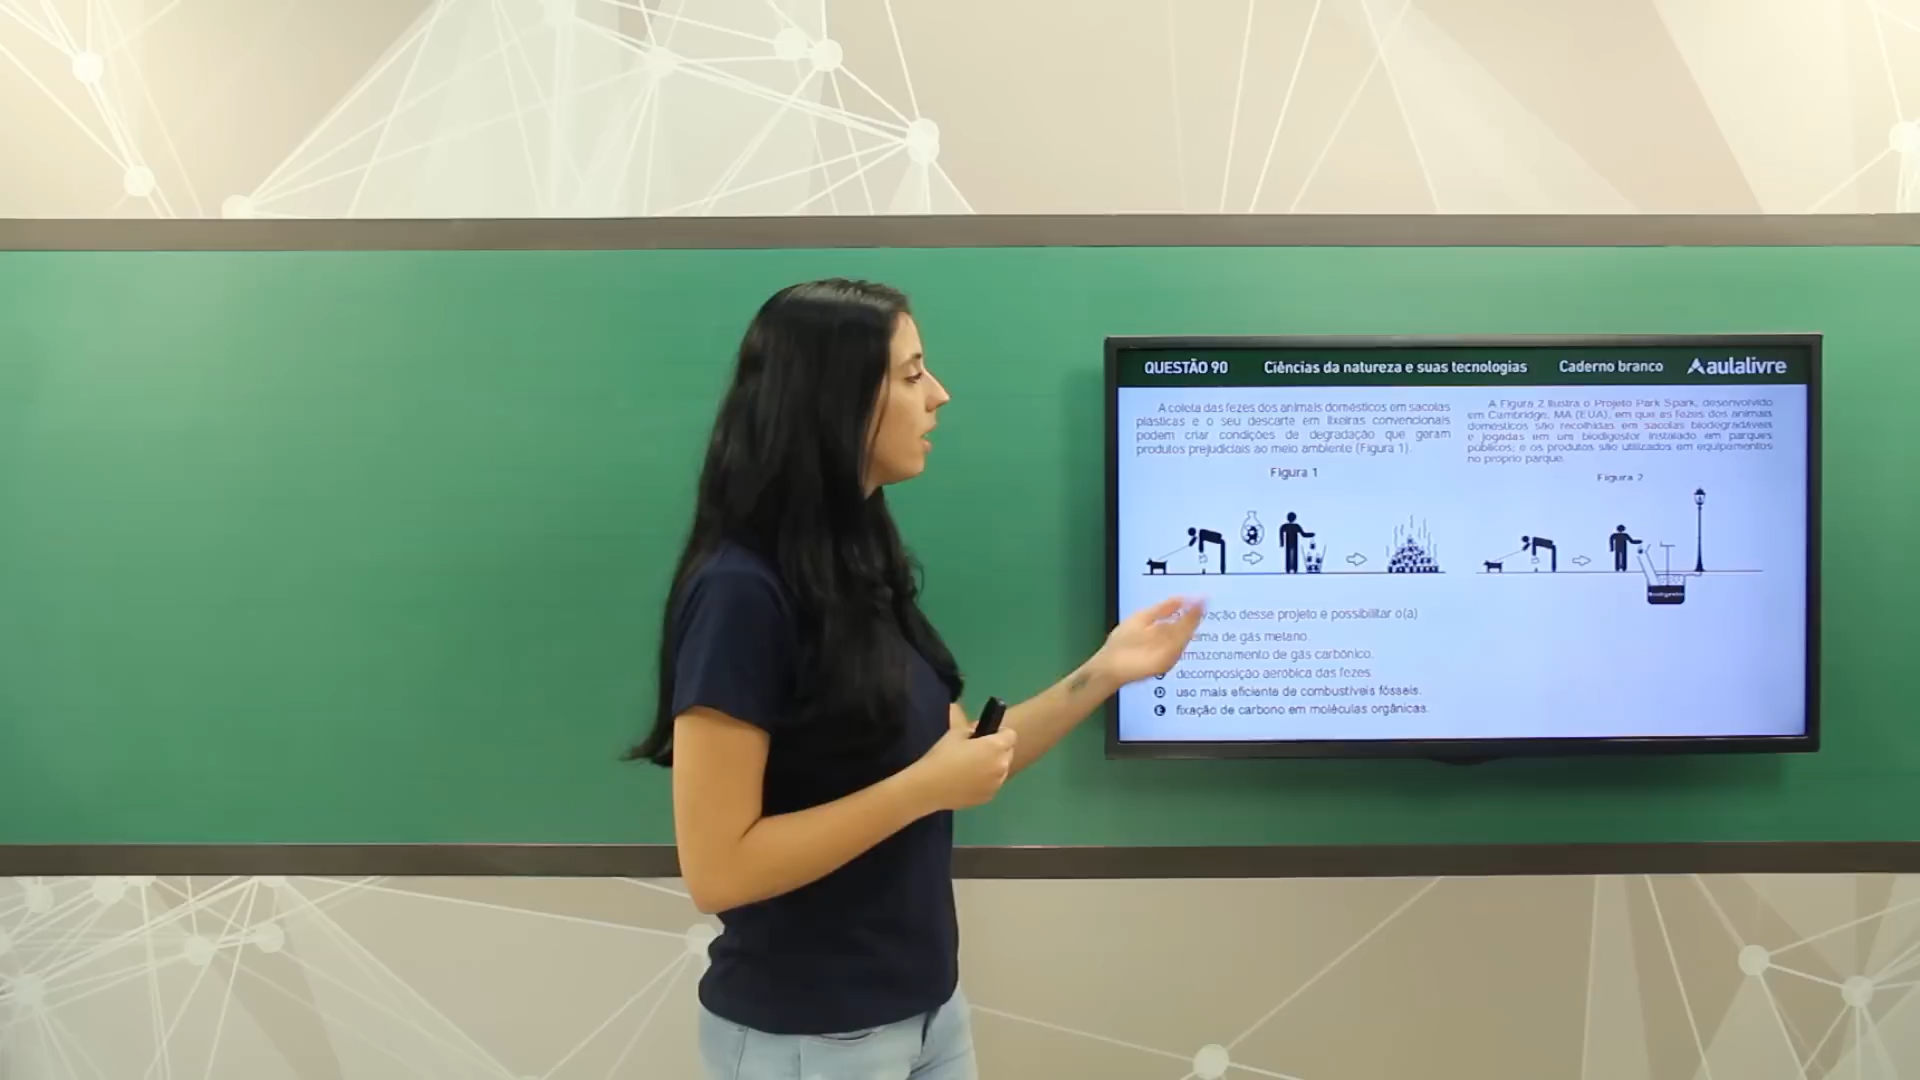 QUESTÃO 90 Ciências da natureza e suas tecnologias Caderno branco Aaulalivre
A coleta das fezes dos animais domésticos em sacolas
plásticas e o seu descarte em lixeiras convencionais
podem criar condições de degradação que geram
produtos prejudiciais ao meio ambiente (Figura 1).
Figura 1
A Figura 2 ilustra o Projeto Park Spark, desenvolvido
em Cambridge, MA (EUA), em que as fezes dos animais
domésticos são recolhidas em sacolas biodegradáveis
e jogadas em um biodigestor instalado em parques
públicos; e os produtos são utilizados em equipamentos
no próprio parque.
Figura 2
Biodigestor
desse projeto é possibilitar o(a)
de gás metano.
armazenamento de gás carbônico.
decomposição aeróbica das fezes.
D uso mais eficiente de combustíveis fósseis.
E fixação de carbono em moléculas orgânicas.